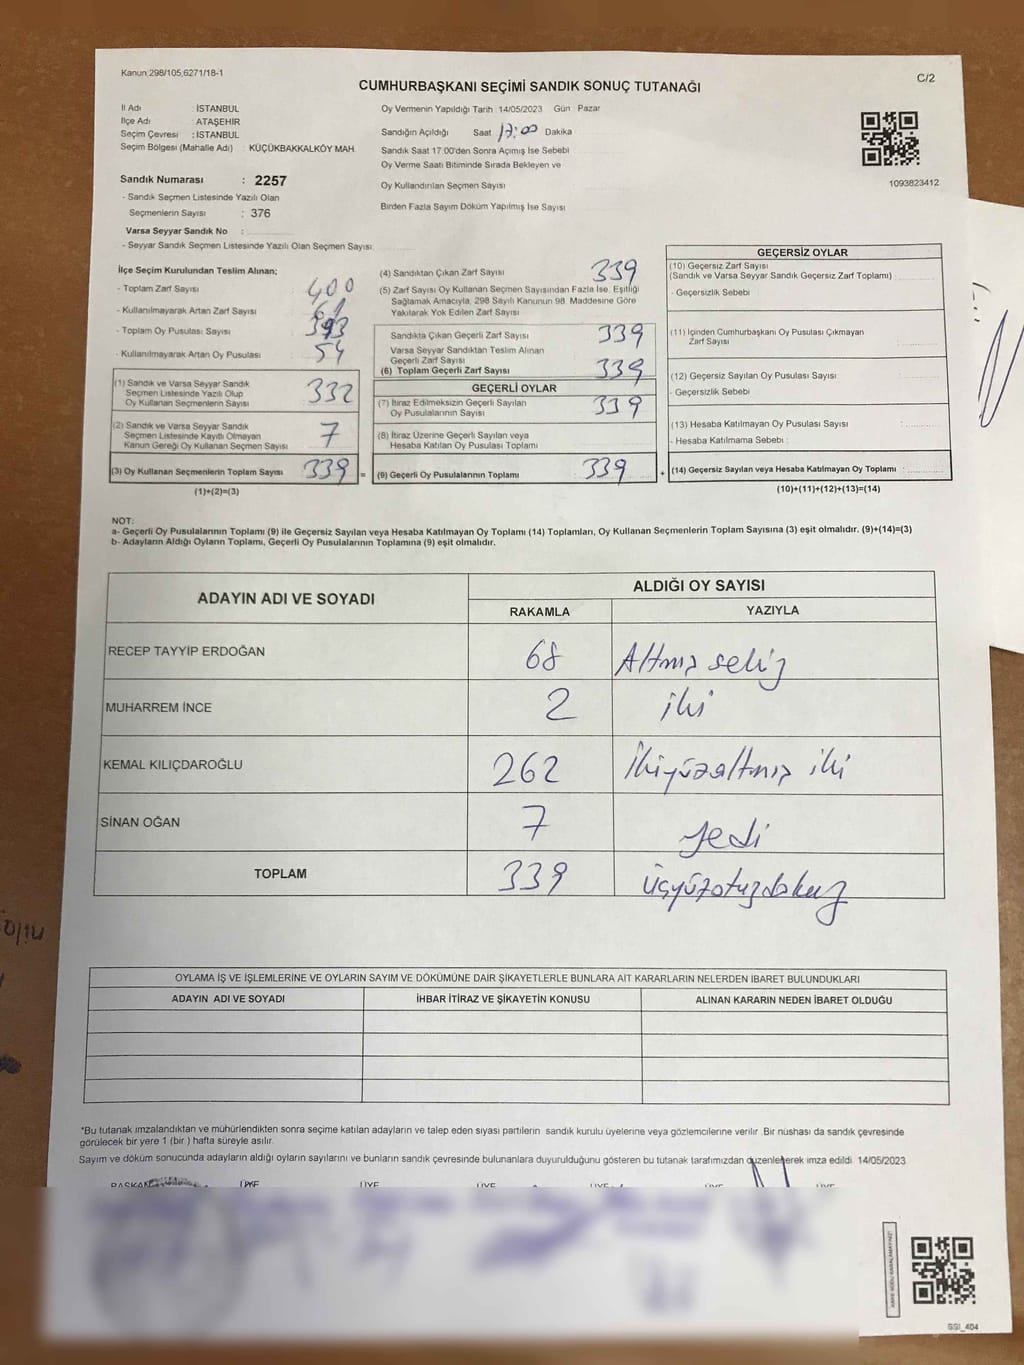 Kanun:298/105,6271/18-1
C/2
CUMHURBAŞKANI SEÇİMİ SANDIK SONUÇ TUTANAĞI
İl Adı : İSTANBUL
İlçe Adı : ATAŞEHİR
Seçim Çevresi : İSTANBUL
Seçim Bölgesi (Mahalle Adı) : KÜÇÜKBAKKALKÖY MAH.
Sandık Numarası : 2257
- Sandık Seçmen Listesinde Yazılı Olan
Seçmenlerin Sayısı : 376
Varsa Seyyar Sandık No :
- Seyyar Sandık Seçmen Listesinde Yazılı Olan Seçmen Sayısı:
Oy Vermenin Yapıldığı Tarih :14/05/2023 Gün : Pazar
Sandığın Açıldığı Saat 17:00 Dakika
Sandık Saat 17:00'den Sonra Açımış İse Sebebi
Oy Verme Saati Bitiminde Sırada Bekleyen ve
Oy Kullandırılan Seçmen Sayısı
Birden Fazla Sayım Döküm Yapılmış İse Sayısı
1093823412
İlçe Seçim Kurulundan Teslim Alınan;
- Toplam Zarf Sayısı 400
- Kullanılmayarak Artan Zarf Sayısı 61
- Toplam Oy Pusulası Sayısı 393
- Kullanılmayarak Artan Oy Pusulası 54
(1) Sandık ve Varsa Seyyar Sandık
Seçmen Listesinde Yazılı Olup
Oy Kullanan Seçmenlerin Sayısı 332
(2) Sandık ve Varsa Seyyar Sandık
Seçmen Listesinde Kayıtlı Olmayan
Kanun Gereği Oy Kullanan Seçmen Sayısı 7
(3) Oy Kullanan Seçmenlerin Toplam Sayısı 339 =
(1)+(2)=(3)
(4) Sandıktan Çıkan Zarf Sayısı 339
(5) Zarf Sayısı Oy Kullanan Seçmen Sayısından Fazla İse, Eşitliği
Sağlamak Amacıyla, 298 Sayılı Kanunun 98. Maddesine Göre
Yakılarak Yok Edilen Zarf Sayısı
Sandıkta Çıkan Geçerli Zarf Sayısı 339
Varsa Seyyar Sandıktan Teslim Alınan
Geçerli Zarf Sayısı
(6) Toplam Geçerli Zarf Sayısı 339
GEÇERLİ OYLAR
(7) İtiraz Edilmeksizin Geçerli Sayılan
Oy Pusulalarının Sayısı 339
(8) İtiraz Üzerine Geçerli Sayılan veya
Hesaba Katılan Oy Pusulası Toplamı
(9) Geçerli Oy Pusulalarının Toplamı 339 +
GEÇERSİZ OYLAR
(10) Geçersiz Zarf Sayısı
(Sandık ve Varsa Seyyar Sandık Geçersiz Zarf Toplamı) :
- Geçersizlik Sebebi
(11) İçinden Cumhurbaşkanı Oy Pusulası Çıkmayan
Zarf Sayısı :
(12) Geçersiz Sayılan Oy Pusulası Sayısı :
- Geçersizlik Sebebi
(13) Hesaba Katılmayan Oy Pusulası Sayısı :
- Hesaba Katılmama Sebebi :
(14) Geçersiz Sayılan veya Hesaba Katılmayan Oy Toplamı :
(10)+(11)+(12)+(13)=(14)
NOT:
a- Geçerli Oy Pusulalarının Toplamı (9) ile Geçersiz Sayılan veya Hesaba Katılmayan Oy Toplamı (14) Toplamları, Oy Kullanan Seçmenlerin Toplam Sayısına (3) eşit olmalıdır. (9)+(14)=(3)
b- Adayların Aldığı Oyların Toplamı, Geçerli Oy Pusulalarının Toplamına (9) eşit olmalıdır.
ADAYIN ADI VE SOYADI
ALDIĞI OY SAYISI
RAKAMLA YAZIYLA
RECEP TAYYİP ERDOĞAN 68 Altmış sekiz
MUHARREM İNCE 2 iki
KEMAL KILIÇDAROĞLU 262 İkiyüzaltmış iki
SİNAN OĞAN 7 yedi
TOPLAM 339 üçyüzotuzdokuz
OYLAMA İŞ VE İŞLEMLERİNE VE OYLARIN SAYIM VE DÖKÜMÜNE DAİR ŞİKAYETLERLE BUNLARA AİT KARARLARIN NELERDEN İBARET BULUNDUKLARI
ADAYIN ADI VE SOYADI İHBAR İTİRAZ VE ŞİKAYETİN KONUSU ALINAN KARARIN NEDEN İBARET OLDUĞU
*Bu tutanak imzalandıktan ve mühürlendikten sonra seçime katılan adayların ve talep eden siyasi partilerin sandık kurulu üyelerine veya gözlemcilerine verilir. Bir nüshası da sandık çevresinde
görülecek bir yere 1 (bir ) hafta süreyle asılır.
Sayım ve döküm sonucunda adayların aldığı oyların sayılarını ve bunların sandık çevresinde bulunanlara duyurulduğunu gösteren bu tutanak tarafımızdan düzenlenerek imza edildi. 14/05/2023
BAŞKAN ÜYE ÜYE ÜYE ÜYE ÜYE ÜYE
SSI_404